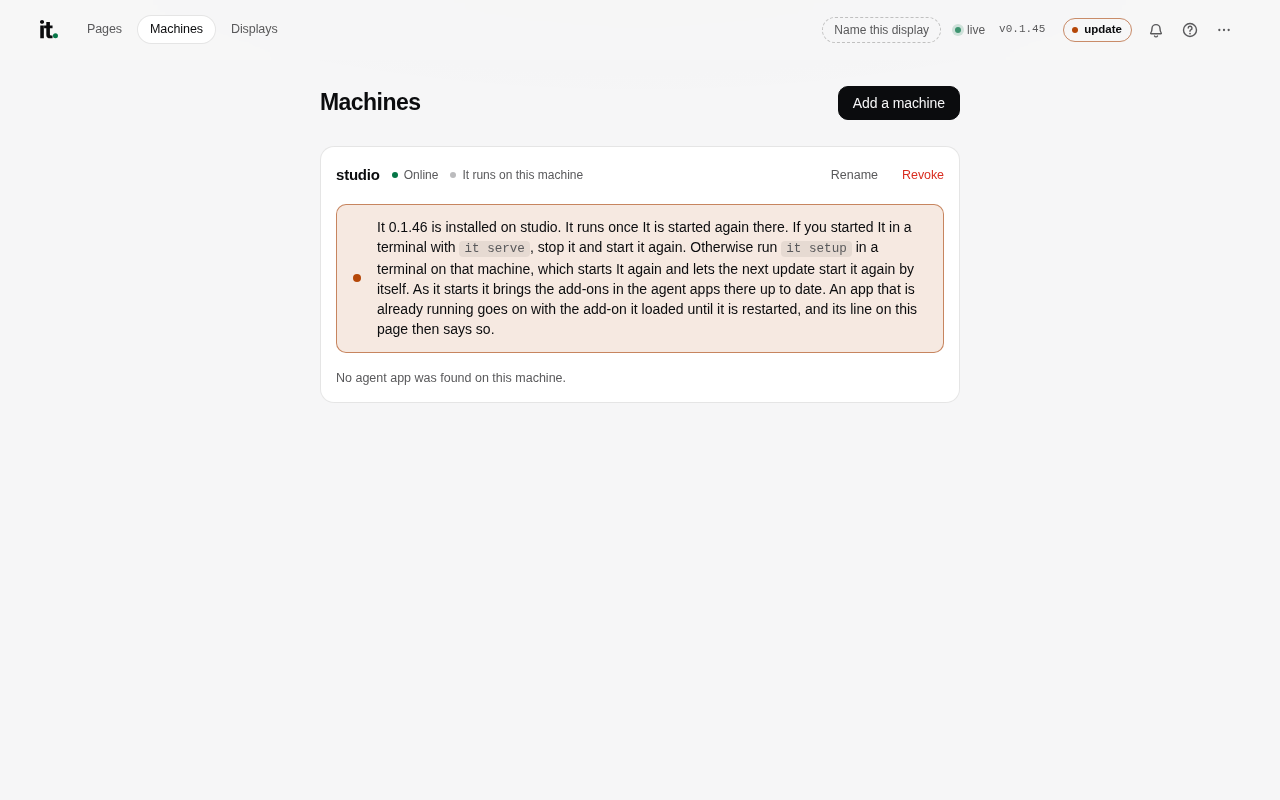 it.
Pages
Machines
Displays
Name this display
live
v0.1.45
update
Machines
Add a machine
studio
Online
It runs on this machine
Rename
Revoke
It 0.1.46 is installed on studio. It runs once It is started again there. If you started It in a
terminal with it serve, stop it and start it again. Otherwise run it setup in a
terminal on that machine, which starts It again and lets the next update start it again by
itself. As it starts it brings the add-ons in the agent apps there up to date. An app that is
already running goes on with the add-on it loaded until it is restarted, and its line on this
page then says so.
No agent app was found on this machine.